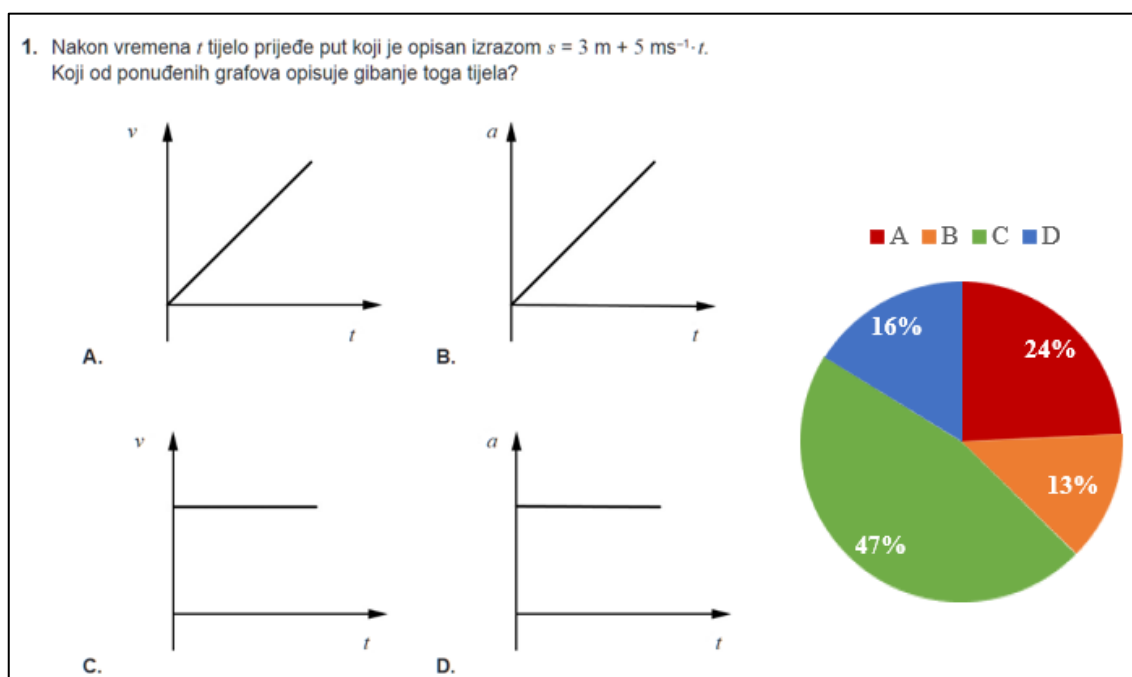 1. Nakon vremena t tijelo prijeđe put koji je opisan izrazom s = 3 m + 5 ms⁻¹·t.
Koji od ponuđenih grafova opisuje gibanje toga tijela?
v
t
A.
a
t
B.
v
t
C.
a
t
D.
A B C D
24%
13%
47%
16%